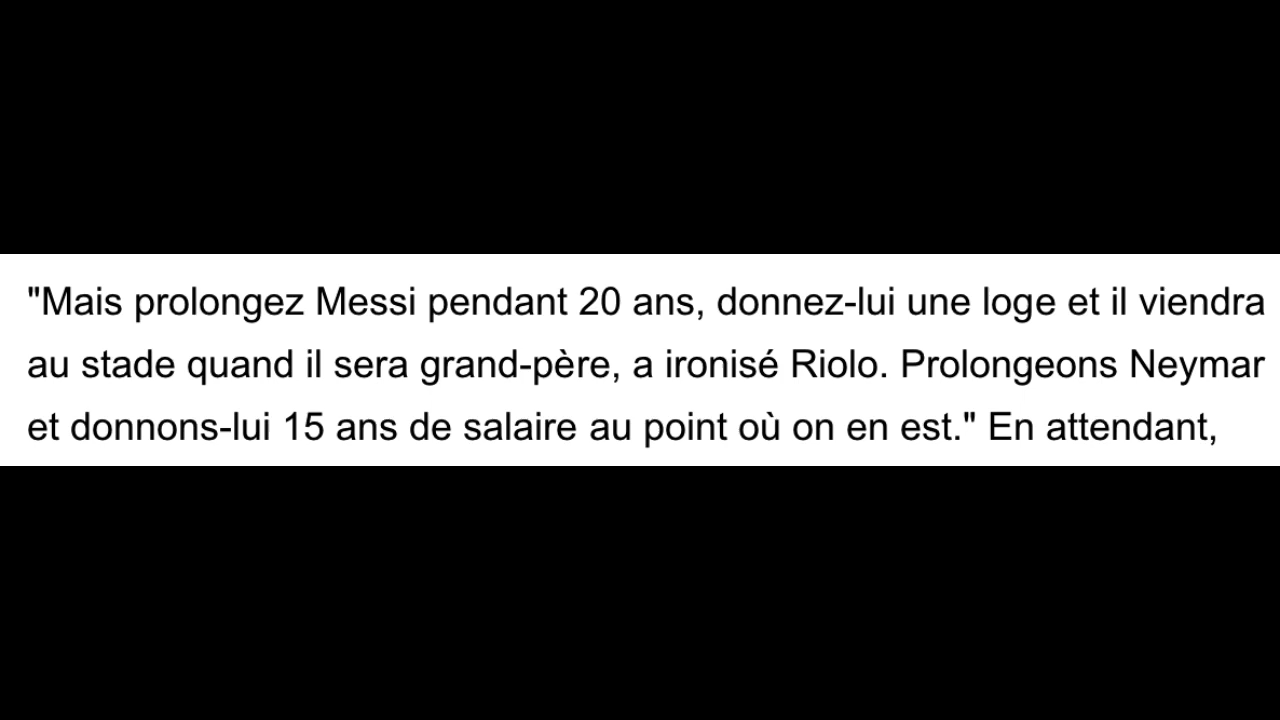 "Mais prolongez Messi pendant 20 ans, donnez-lui une loge et il viendra
au stade quand il sera grand-père, a ironisé Riolo. Prolongeons Neymar
et donnons-lui 15 ans de salaire au point où on en est." En attendant,